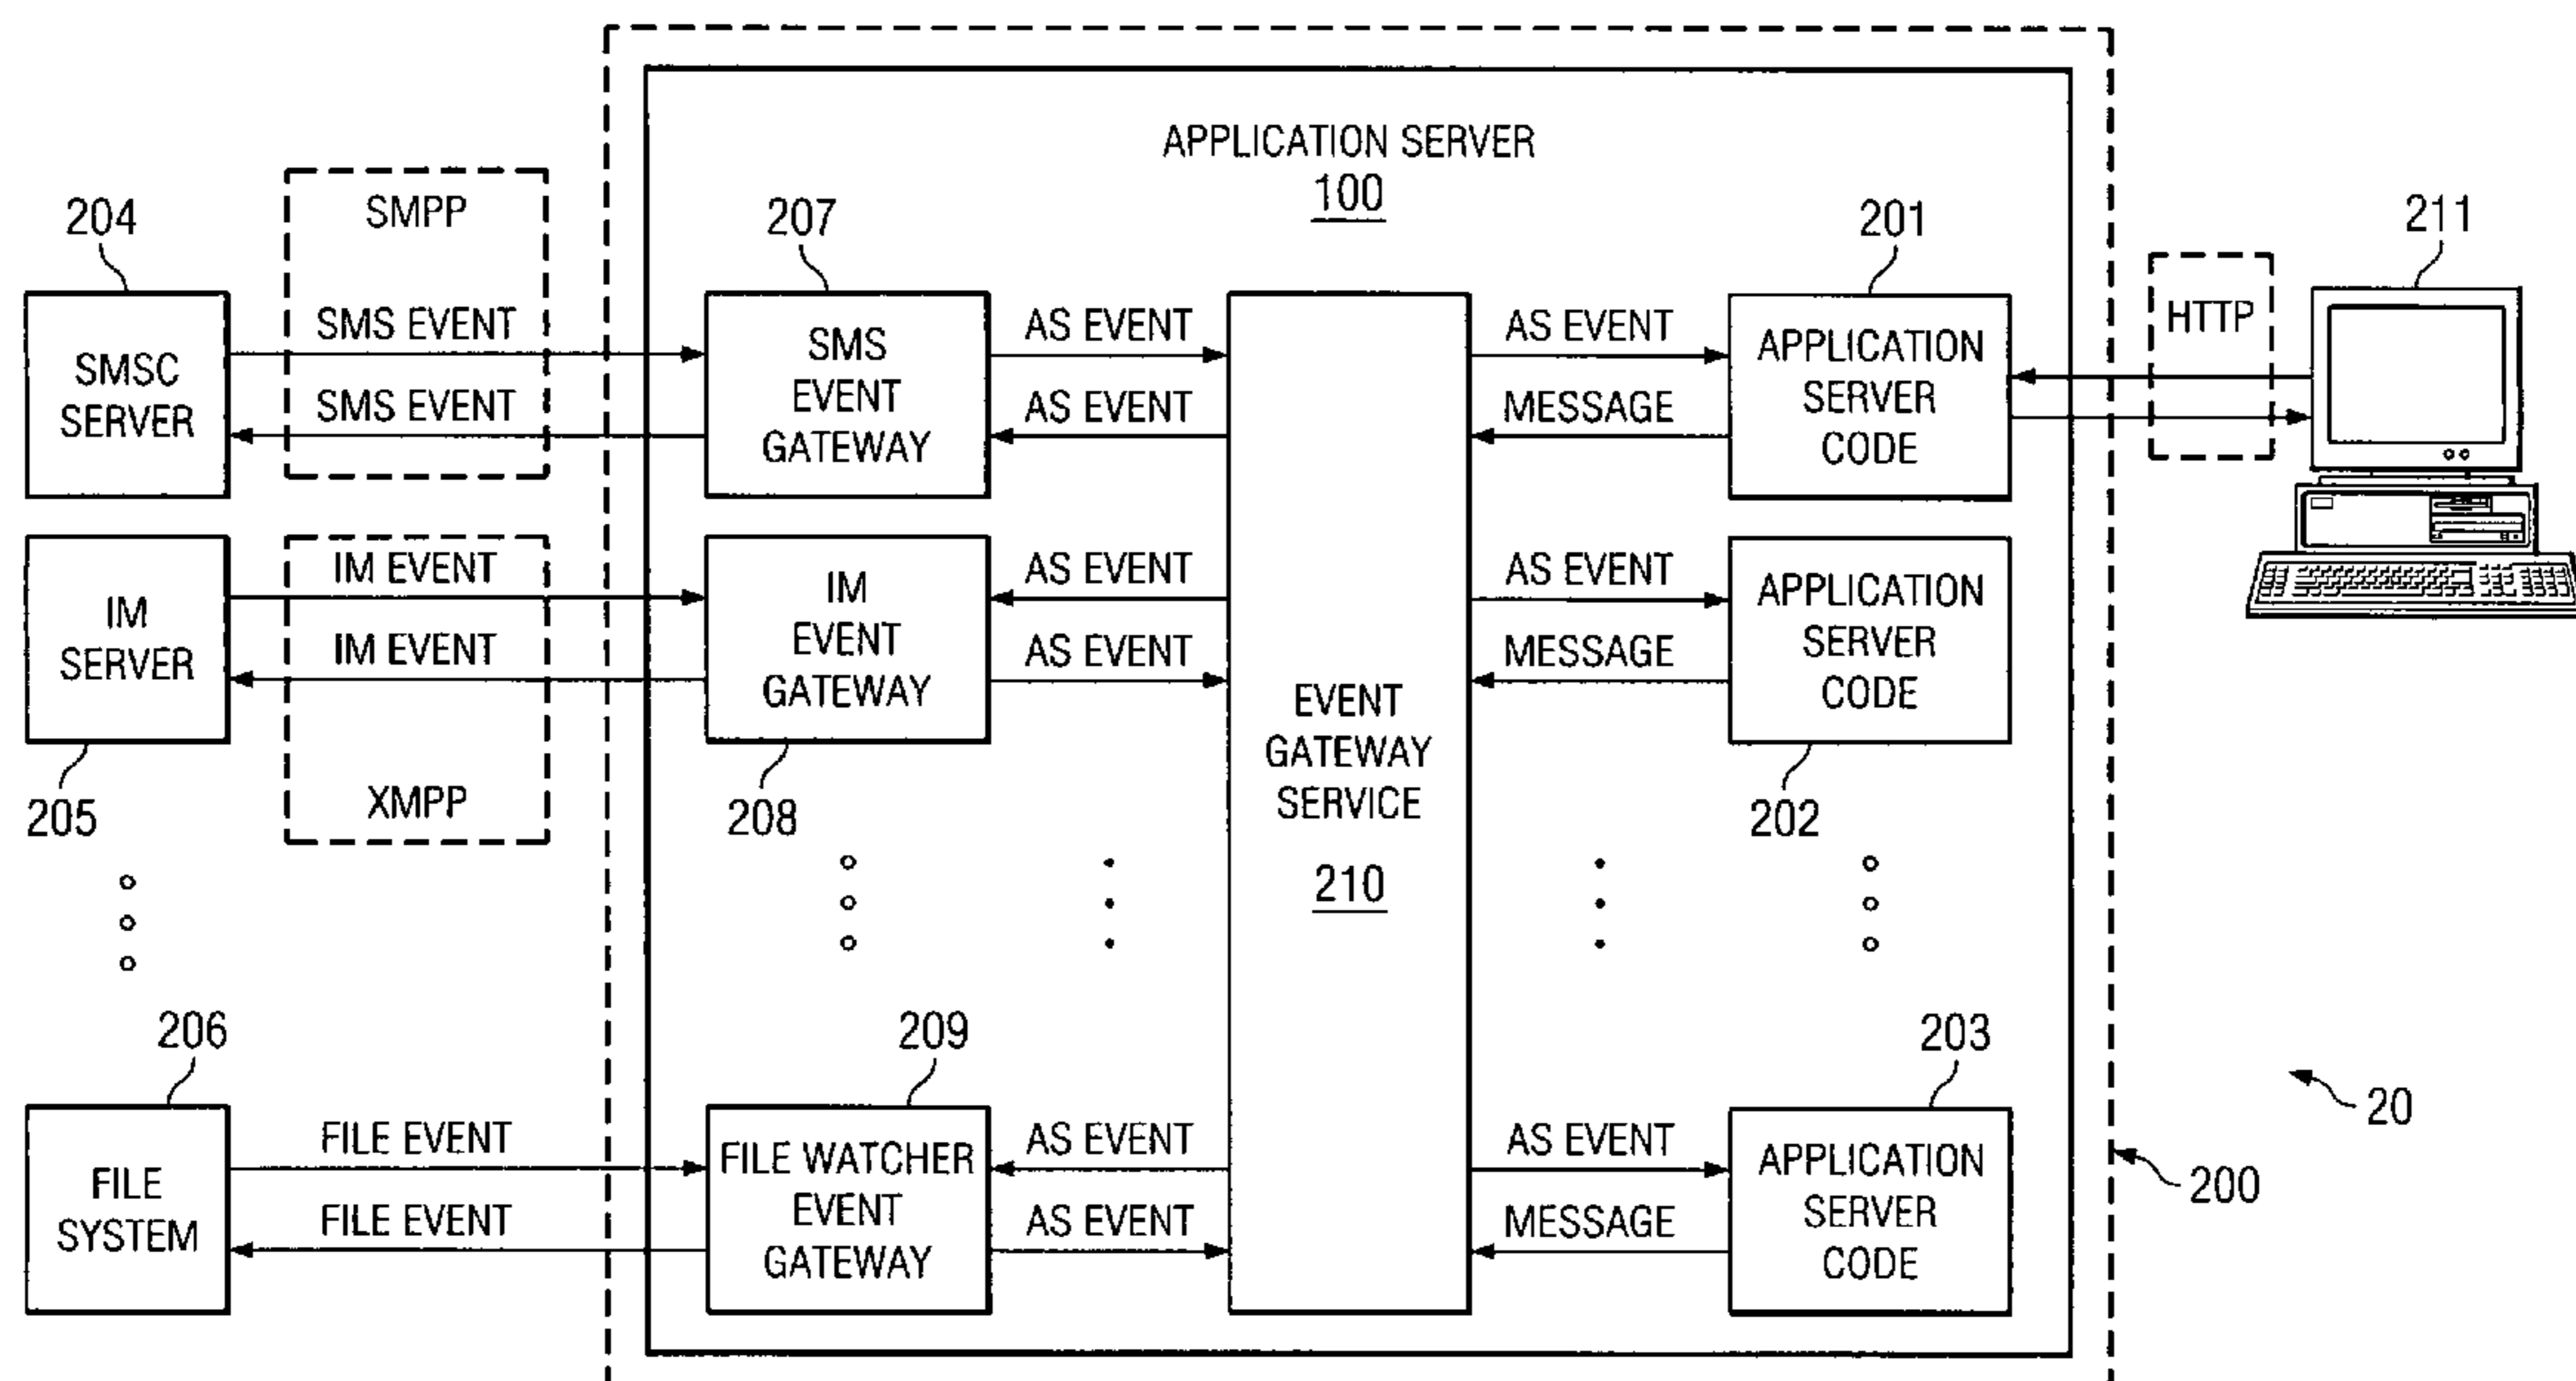 APPLICATION SERVER
100
204
SMPP
207
201
211
SMSC
SERVER
SMS EVENT
SMS EVENT
SMS
EVENT
GATEWAY
AS EVENT
AS EVENT
AS EVENT
MESSAGE
APPLICATION
SERVER
CODE
HTTP
IM
SERVER
205
IM EVENT
IM EVENT
XMPP
IM
EVENT
GATEWAY
208
AS EVENT
AS EVENT
EVENT
GATEWAY
SERVICE
210
AS EVENT
MESSAGE
APPLICATION
SERVER
CODE
202
206
FILE
SYSTEM
FILE EVENT
FILE EVENT
209
FILE WATCHER
EVENT
GATEWAY
AS EVENT
AS EVENT
AS EVENT
MESSAGE
203
APPLICATION
SERVER
CODE
20
200